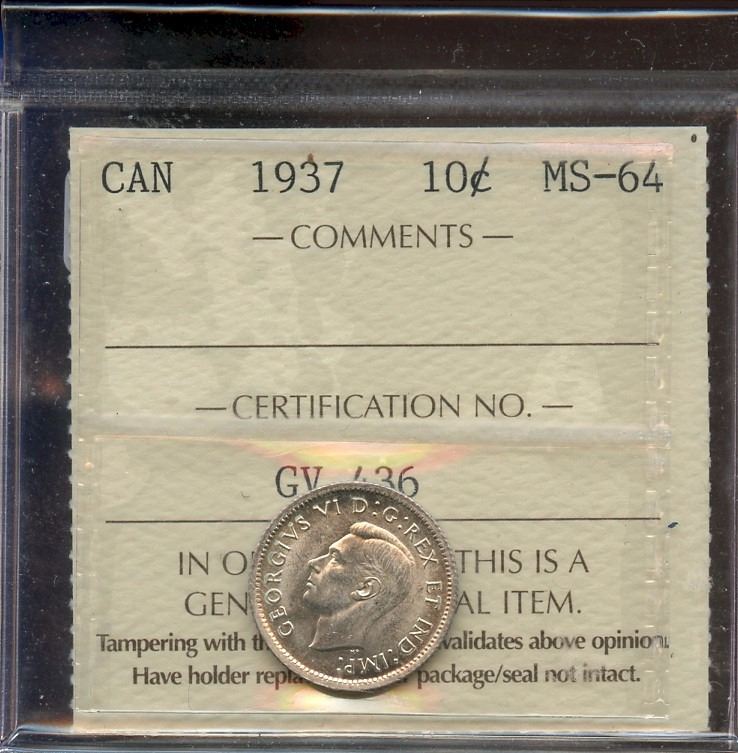 CAN 1937 10¢ MS-64
— COMMENTS —
— CERTIFICATION NO. —
GV 436
IN O THIS IS A
GEN AL ITEM.
Tampering with th validates above opinion.
Have holder repla package/seal not intact.
GEORGIVS VI D:G:REX ET IND:IMP: